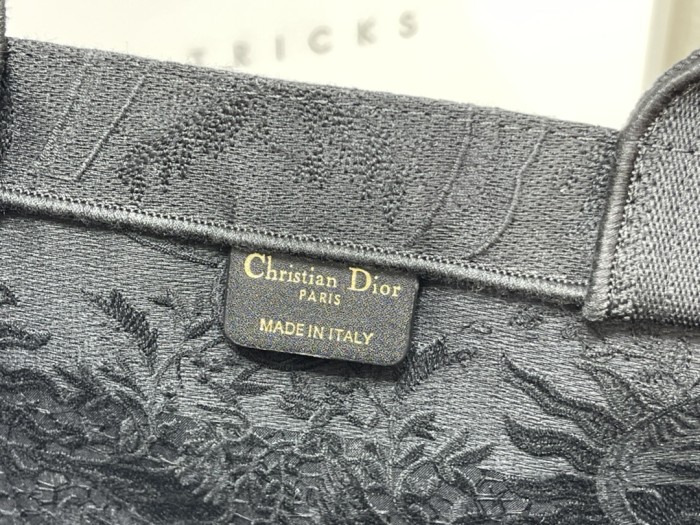 TRICKS
Christian Dior
PARIS
MADE IN ITALY